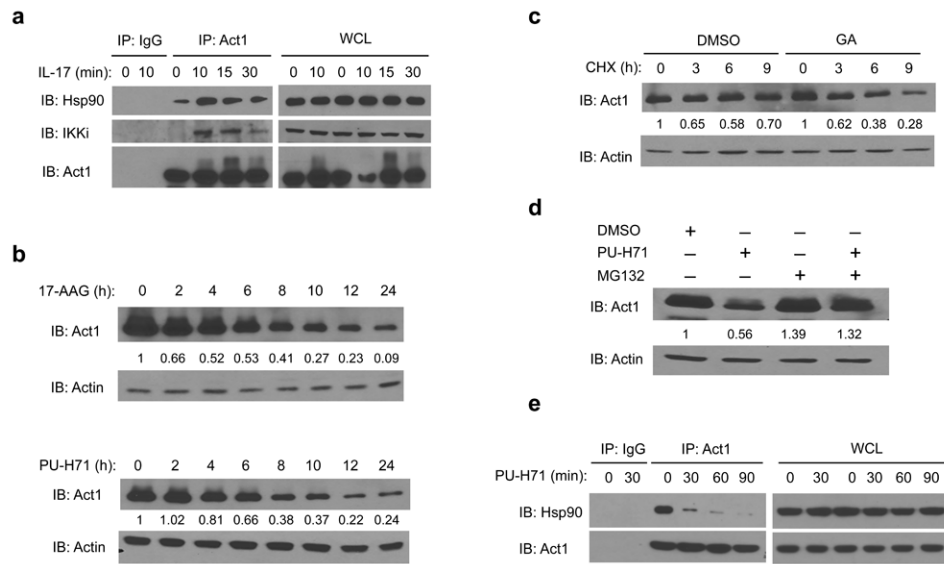 a
IP: IgG IP: Act1 WCL
IL-17 (min): 0 10 0 10 15 30 0 10 0 10 15 30
IB: Hsp90
IB: IKKi
IB: Act1
b
17-AAG (h): 0 2 4 6 8 10 12 24
IB: Act1
1 0.66 0.52 0.53 0.41 0.27 0.23 0.09
IB: Actin
PU-H71 (h): 0 2 4 6 8 10 12 24
IB: Act1
1 1.02 0.81 0.66 0.38 0.37 0.22 0.24
IB: Actin
c
DMSO GA
CHX (h): 0 3 6 9 0 3 6 9
IB: Act1
1 0.65 0.58 0.70 1 0.62 0.38 0.28
IB: Actin
d
DMSO + – – –
PU-H71 – + – +
MG132 – – + +
IB: Act1
1 0.56 1.39 1.32
IB: Actin
e
IP: IgG IP: Act1 WCL
PU-H71 (min): 0 30 0 30 60 90 0 30 0 30 60 90
IB: Hsp90
IB: Act1